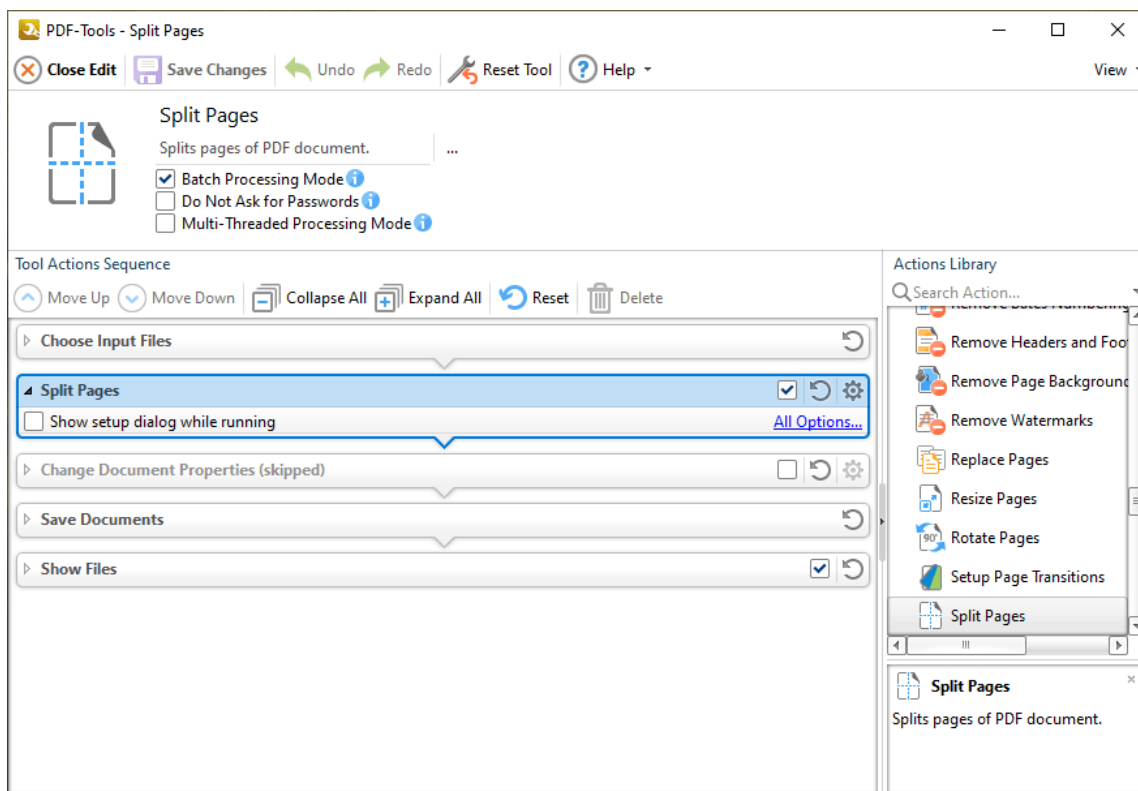 PDF-Tools - Split Pages
Close Edit Save Changes Undo Redo Reset Tool ? Help View
Split Pages
Splits pages of PDF document. ...
Batch Processing Mode i
Do Not Ask for Passwords i
Multi-Threaded Processing Mode i
Tool Actions Sequence
Move Up Move Down Collapse All Expand All Reset Delete
Choose Input Files
Split Pages
Show setup dialog while running All Options...
Change Document Properties (skipped)
Save Documents
Show Files
Actions Library
Search Action...
Remove Bates Numbering
Remove Headers and Foo
Remove Page Background
Remove Watermarks
Replace Pages
Resize Pages
90° Rotate Pages
Setup Page Transitions
Split Pages
Split Pages
Splits pages of PDF document.